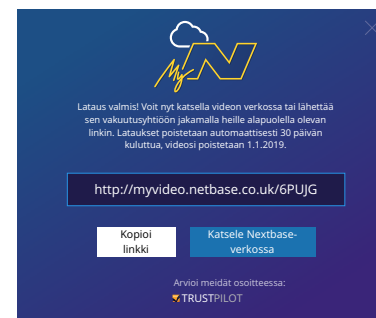 My N
Lataus valmis! Voit nyt katsella videon verkossa tai lähettää
sen vakuutusyhtiöön jakamalla heille alapuolella olevan
linkin. Lataukset poistetaan automaattisesti 30 päivän
kuluttua, videosi poistetaan 1.1.2019.
http://myvideo.netbase.co.uk/6PUJG
Kopioi
linkki
Katsele Nextbase-
verkossa
Arvioi meidät osoitteessa:
TRUSTPILOT